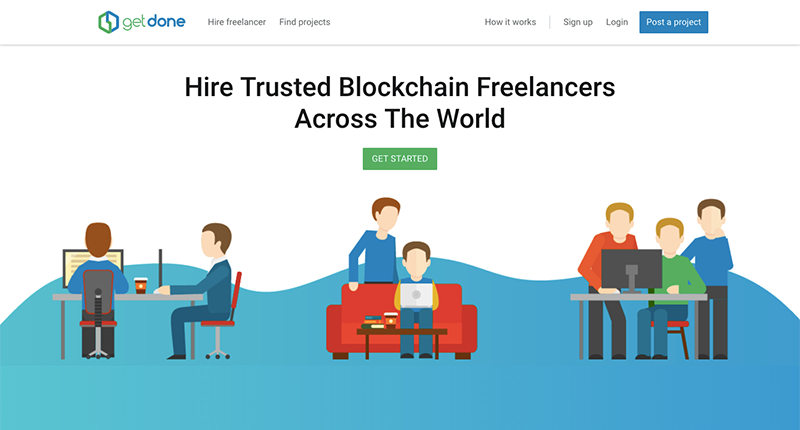 getdone
Hire freelancer
Find projects
How it works
Sign up
Login
Post a project
Hire Trusted Blockchain Freelancers
Across The World
GET STARTED